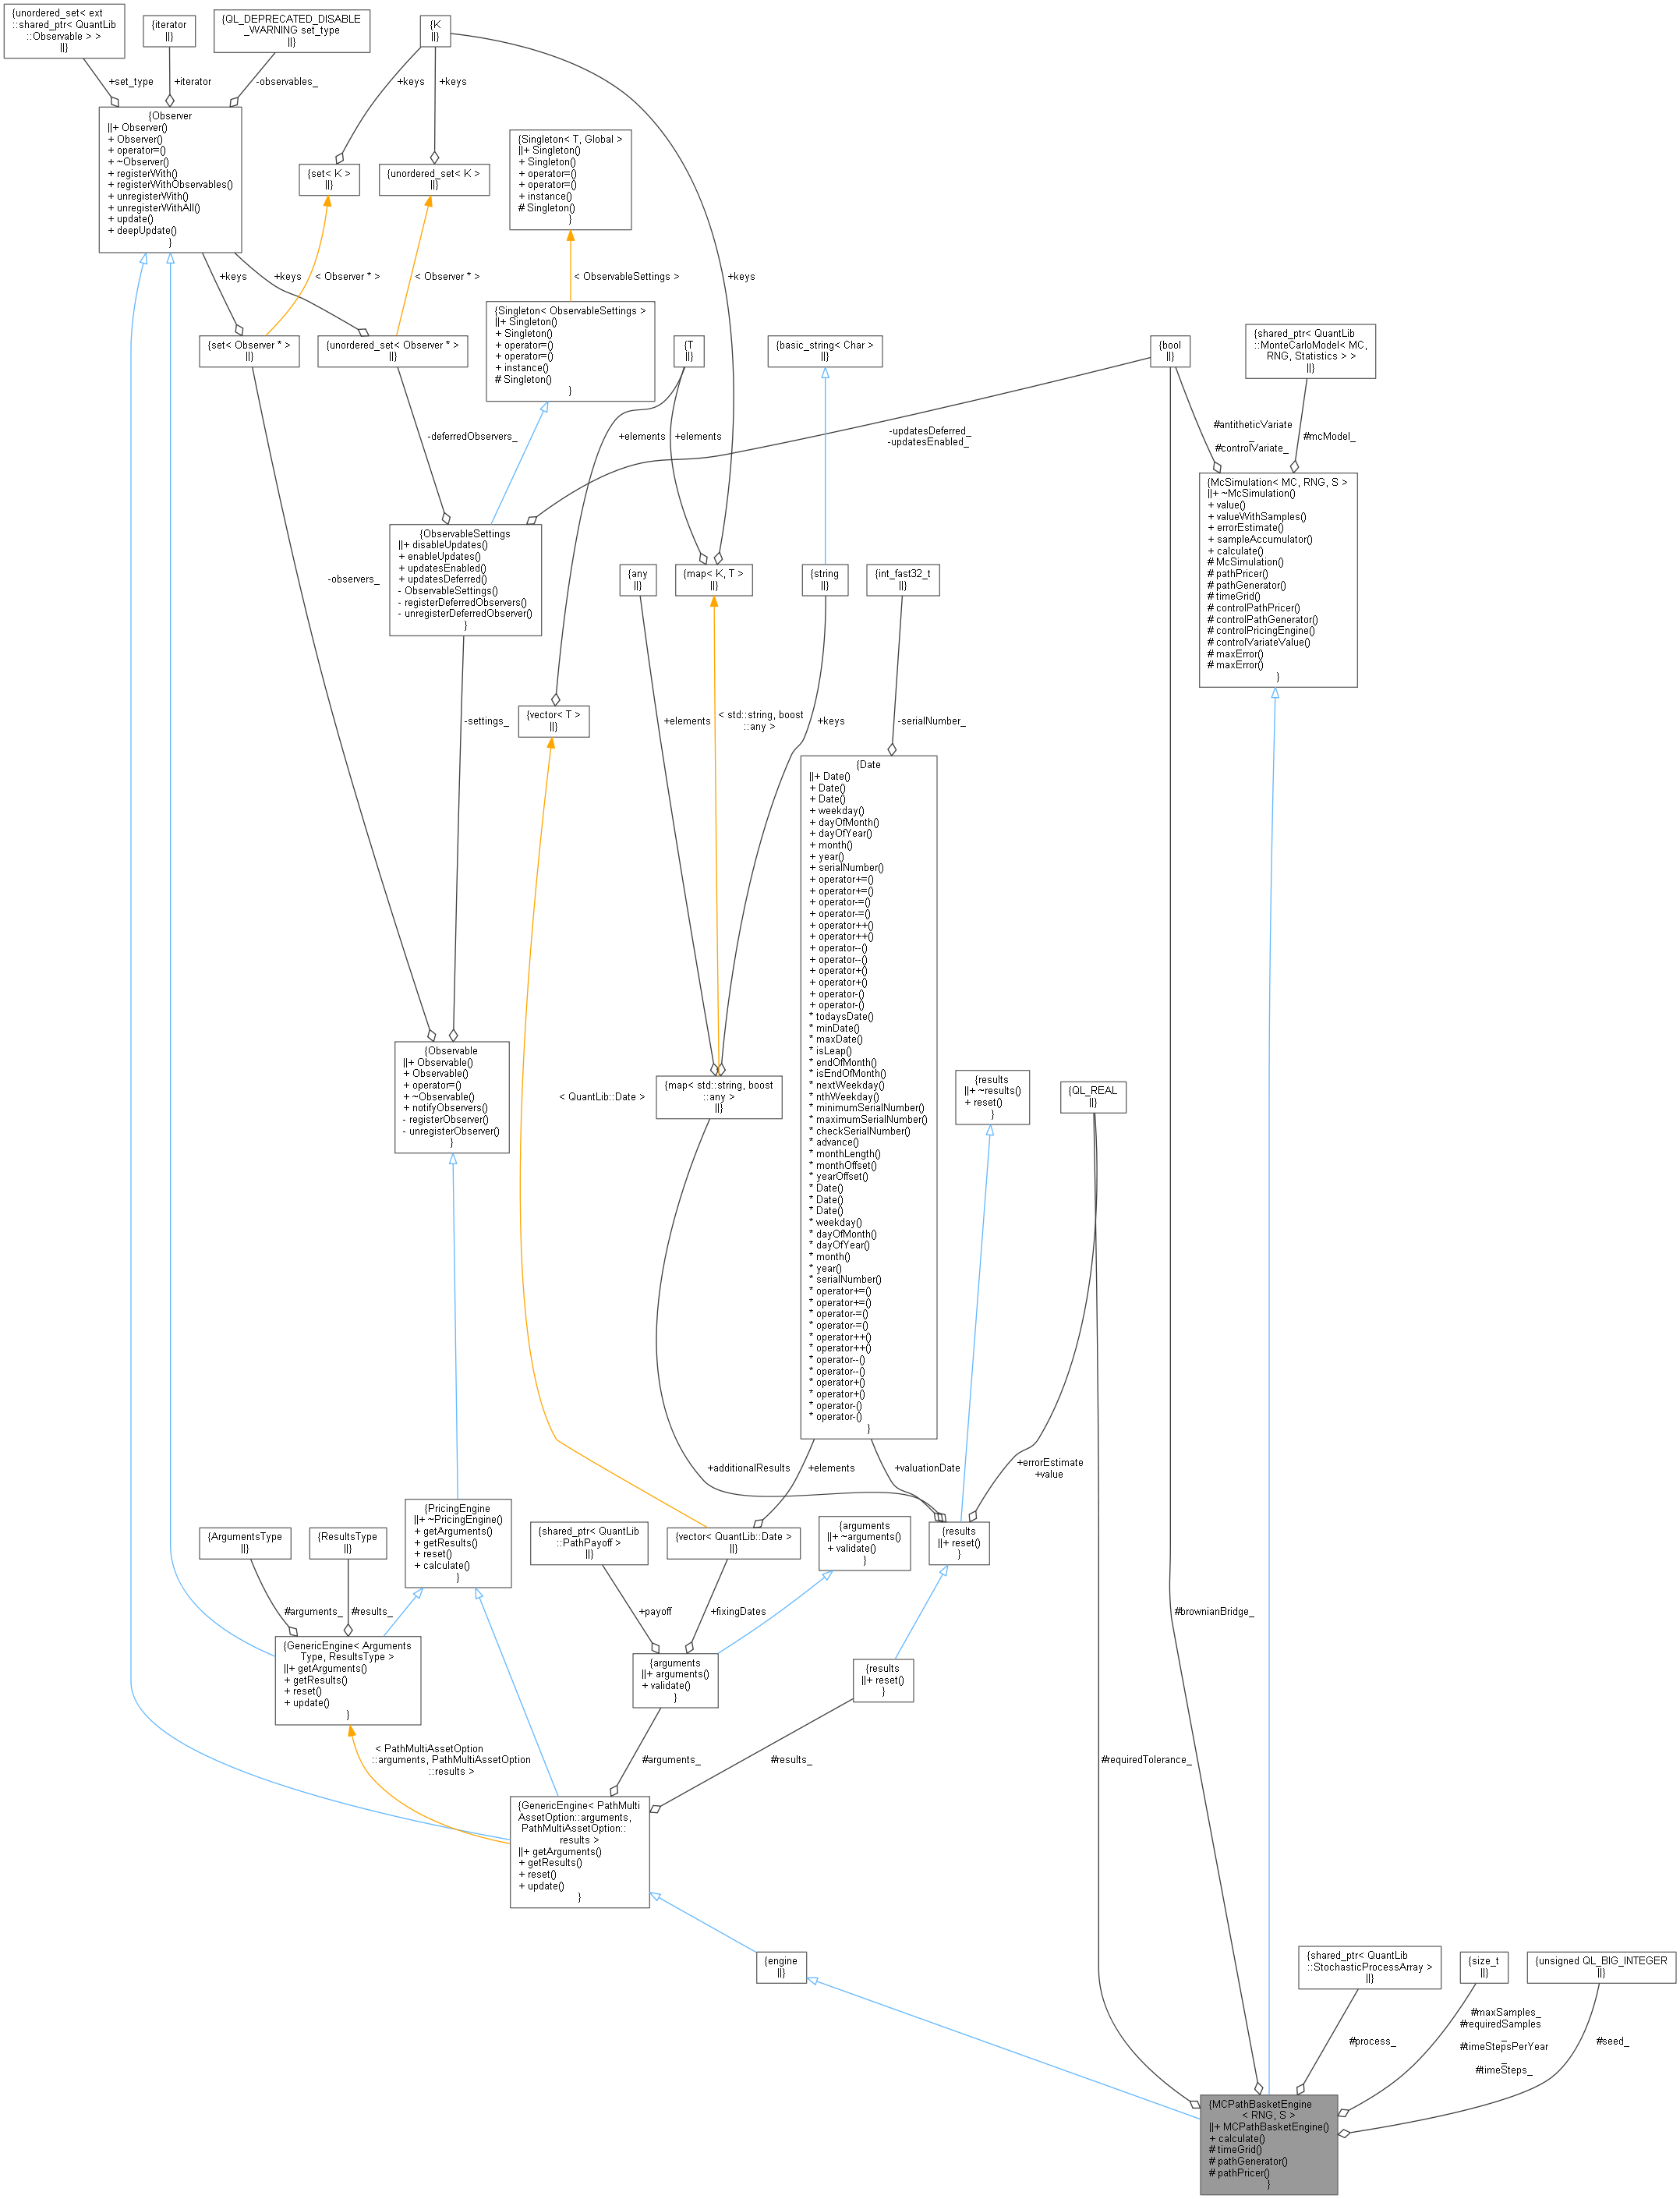 {unordered_set< ext
::shared_ptr< QuantLib
::Observable > >
||}
{iterator
||}
{QL_DEPRECATED_DISABLE
_WARNING set_type
||}
{K
||}
+set_type
+iterator
-observables_
+keys
+keys
{Observer
||+ Observer()
+ Observer()
+ operator=()
+ ~Observer()
+ registerWith()
+ registerWithObservables()
+ unregisterWith()
+ unregisterWithAll()
+ update()
+ deepUpdate()
}
{set< K >
||}
{unordered_set< K >
||}
{Singleton< T, Global >
||+ Singleton()
+ Singleton()
+ operator=()
+ operator=()
+ instance()
# Singleton()
}
+keys
+keys
< Observer * >
< Observer * >
< ObservableSettings >
+keys
{set< Observer * >
||}
{unordered_set< Observer * >
||}
{Singleton< ObservableSettings >
||+ Singleton()
+ Singleton()
+ operator=()
+ operator=()
+ instance()
# Singleton()
}
{T
||}
{basic_string< Char >
||}
{bool
||}
{shared_ptr< QuantLib
::MonteCarloModel< MC,
RNG, Statistics > >
||}
-deferredObservers_
+elements
+elements
-updatesDeferred_
-updatesEnabled_
#antitheticVariate
_
#controlVariate_
#mcModel_
{ObservableSettings
||+ disableUpdates()
+ enableUpdates()
+ updatesEnabled()
+ updatesDeferred()
- ObservableSettings()
- registerDeferredObservers()
- unregisterDeferredObserver()
}
{McSimulation< MC, RNG, S >
||+ ~McSimulation()
+ value()
+ valueWithSamples()
+ errorEstimate()
+ sampleAccumulator()
+ calculate()
# McSimulation()
# pathPricer()
# pathGenerator()
# timeGrid()
# controlPathPricer()
# controlPathGenerator()
# controlPricingEngine()
# controlVariateValue()
# maxError()
# maxError()
}
-observers_
{any
||}
{map< K, T >
||}
{string
||}
{int_fast32_t
||}
-settings_
{vector< T >
||}
+elements
< std::string, boost
::any >
+keys
-serialNumber_
{Date
||+ Date()
+ Date()
+ Date()
+ weekday()
+ dayOfMonth()
+ dayOfYear()
+ month()
+ year()
+ serialNumber()
+ operator+=()
+ operator+=()
+ operator-=()
+ operator-=()
+ operator++()
+ operator++()
+ operator--()
+ operator--()
+ operator+()
+ operator+()
+ operator-()
+ operator-()
* todaysDate()
* minDate()
* maxDate()
* isLeap()
* endOfMonth()
* isEndOfMonth()
* nextWeekday()
* nthWeekday()
* minimumSerialNumber()
* maximumSerialNumber()
* checkSerialNumber()
* advance()
* monthLength()
* monthOffset()
* yearOffset()
* Date()
* Date()
* Date()
* weekday()
* dayOfMonth()
* dayOfYear()
* month()
* year()
* serialNumber()
* operator+=()
* operator+=()
* operator-=()
* operator-=()
* operator++()
* operator++()
* operator--()
* operator--()
* operator+()
* operator+()
* operator-()
* operator-()
}
{Observable
||+ Observable()
+ Observable()
+ operator=()
+ ~Observable()
+ notifyObservers()
- registerObserver()
- unregisterObserver()
}
< QuantLib::Date >
{map< std::string, boost
::any >
||}
{results
||+ ~results()
+ reset()
}
{QL_REAL
||}
+additionalResults
+elements
+valuationDate
+errorEstimate
+value
{ArgumentsType
||}
{ResultsType
||}
{PricingEngine
||+ ~PricingEngine()
+ getArguments()
+ getResults()
+ reset()
+ calculate()
}
{shared_ptr< QuantLib
::PathPayoff >
||}
{vector< QuantLib::Date >
||}
{arguments
||+ ~arguments()
+ validate()
}
{results
||+ reset()
}
#arguments_
#results_
+payoff
+fixingDates
#brownianBridge_
{GenericEngine< Arguments
Type, ResultsType >
||+ getArguments()
+ getResults()
+ reset()
+ update()
}
{arguments
||+ arguments()
+ validate()
}
{results
||+ reset()
}
< PathMultiAssetOption
::arguments, PathMultiAssetOption
::results >
#arguments_
#results_
#requiredTolerance_
{GenericEngine< PathMulti
AssetOption::arguments,
PathMultiAssetOption::
results >
||+ getArguments()
+ getResults()
+ reset()
+ update()
}
{engine
||}
{shared_ptr< QuantLib
::StochasticProcessArray >
||}
{size_t
||}
{unsigned QL_BIG_INTEGER
||}
#process_
#maxSamples_
#requiredSamples
_
#timeStepsPerYear
_
#timeSteps_
#seed_
{MCPathBasketEngine
< RNG, S >
||+ MCPathBasketEngine()
+ calculate()
# timeGrid()
# pathGenerator()
# pathPricer()
}